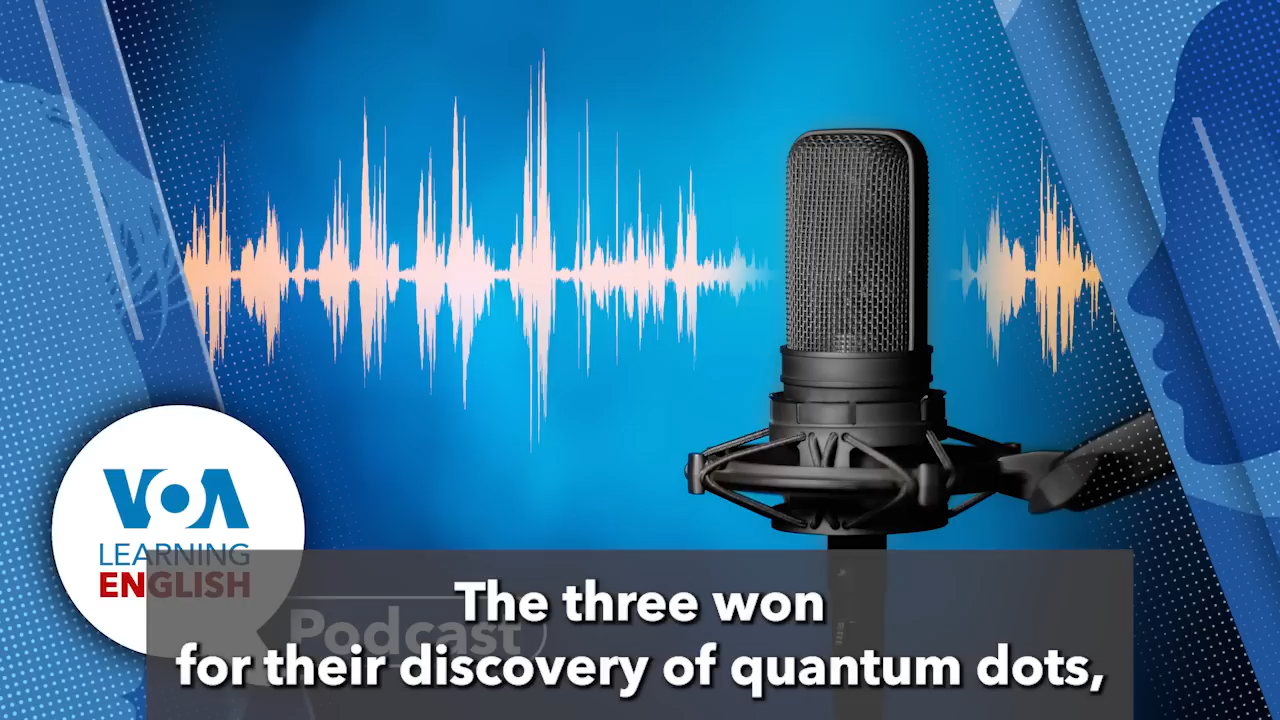 VOA
LEARNING
ENGLISH
Podcast
The three won
for their discovery of quantum dots,